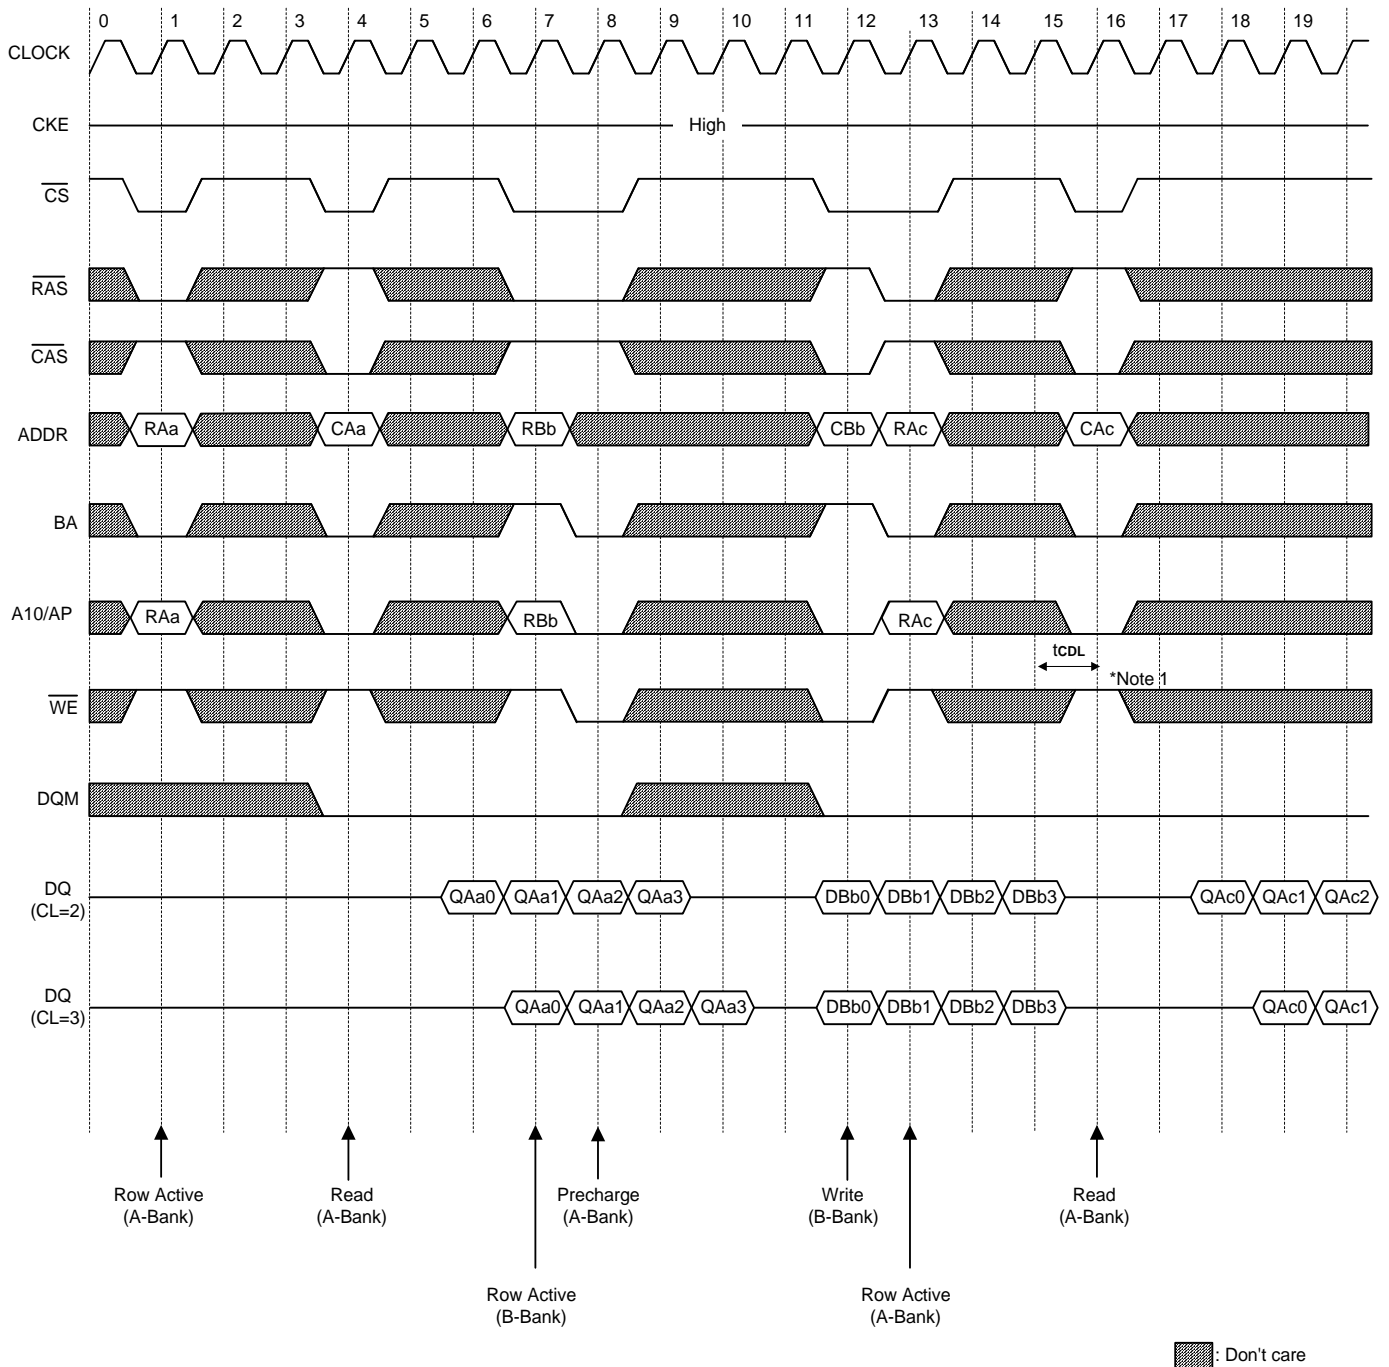 0 1 2 3 4 5 6 7 8 9 10 11 12 13 14 15 16 17 18 19
CLOCK
CKE High
CS
RAS
CAS
ADDR RAa CAa RBb CBb RAc CAc
BA
A10/AP RAa RBb RAc
tCDL
*Note 1
WE
DQM
DQ
(CL=2)
QAa0 QAa1 QAa2 QAa3 DBb0 DBb1 DBb2 DBb3 QAc0 QAc1 QAc2
DQ
(CL=3)
QAa0 QAa1 QAa2 QAa3 DBb0 DBb1 DBb2 DBb3 QAc0 QAc1
Row Active
(A-Bank)
Read
(A-Bank)
Precharge
(A-Bank)
Write
(B-Bank)
Read
(A-Bank)
Row Active
(B-Bank)
Row Active
(A-Bank)
: Don't care